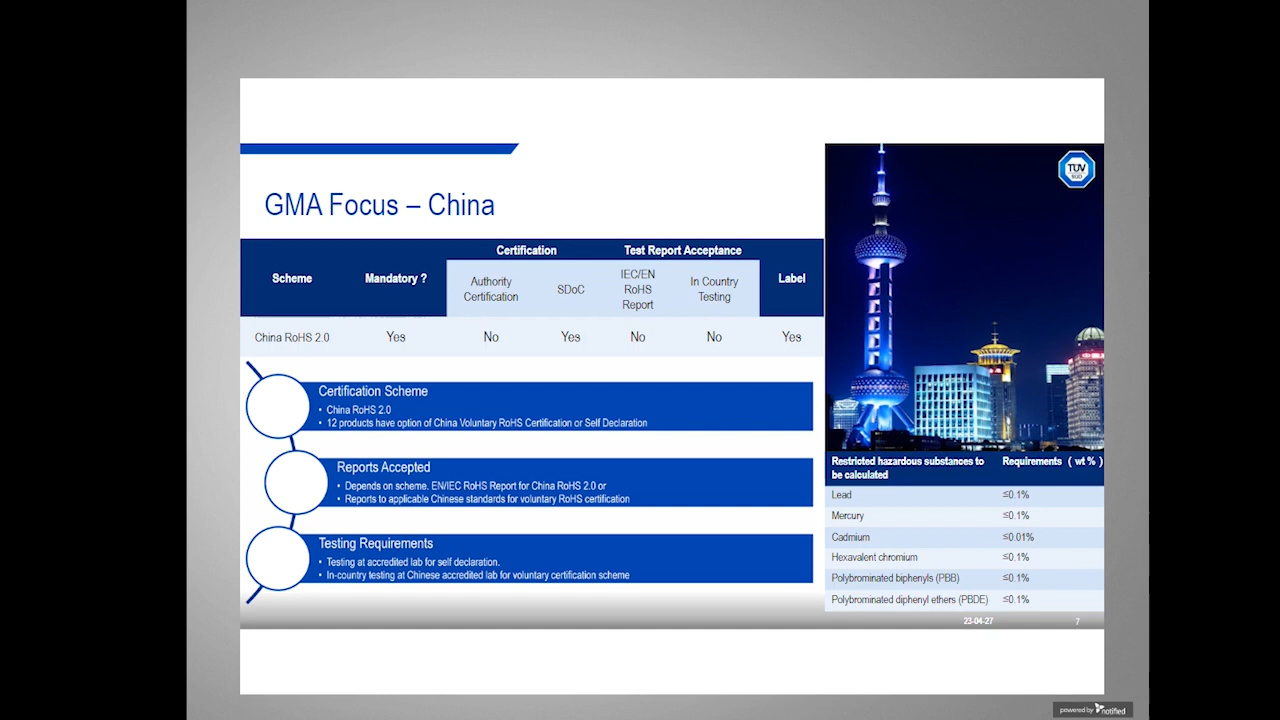 GMA Focus – China
Scheme
Mandatory ?
Certification
Test Report Acceptance
Label
Authority
Certification
SDoC
IEC/EN
RoHS
Report
In Country
Testing
China RoHS 2.0
Yes
No
Yes
No
No
Yes
Certification Scheme
• China RoHS 2.0
• 12 products have option of China Voluntary RoHS Certification or Self Declaration
Reports Accepted
• Depends on scheme. EN/IEC RoHS Report for China RoHS 2.0 or
• Reports to applicable Chinese standards for voluntary RoHS certification
Testing Requirements
• Testing at accredited lab for self declaration.
• In-country testing at Chinese accredited lab for voluntary certification scheme
TÜV
SÜD
Restricted hazardous substances to
be calculated
Requirements ( wt % )
Lead ≤0.1%
Mercury ≤0.1%
Cadmium ≤0.01%
Hexavalent chromium ≤0.1%
Polybrominated biphenyls (PBB) ≤0.1%
Polybrominated diphenyl ethers (PBDE) ≤0.1%
23-04-27
7
powered by notified